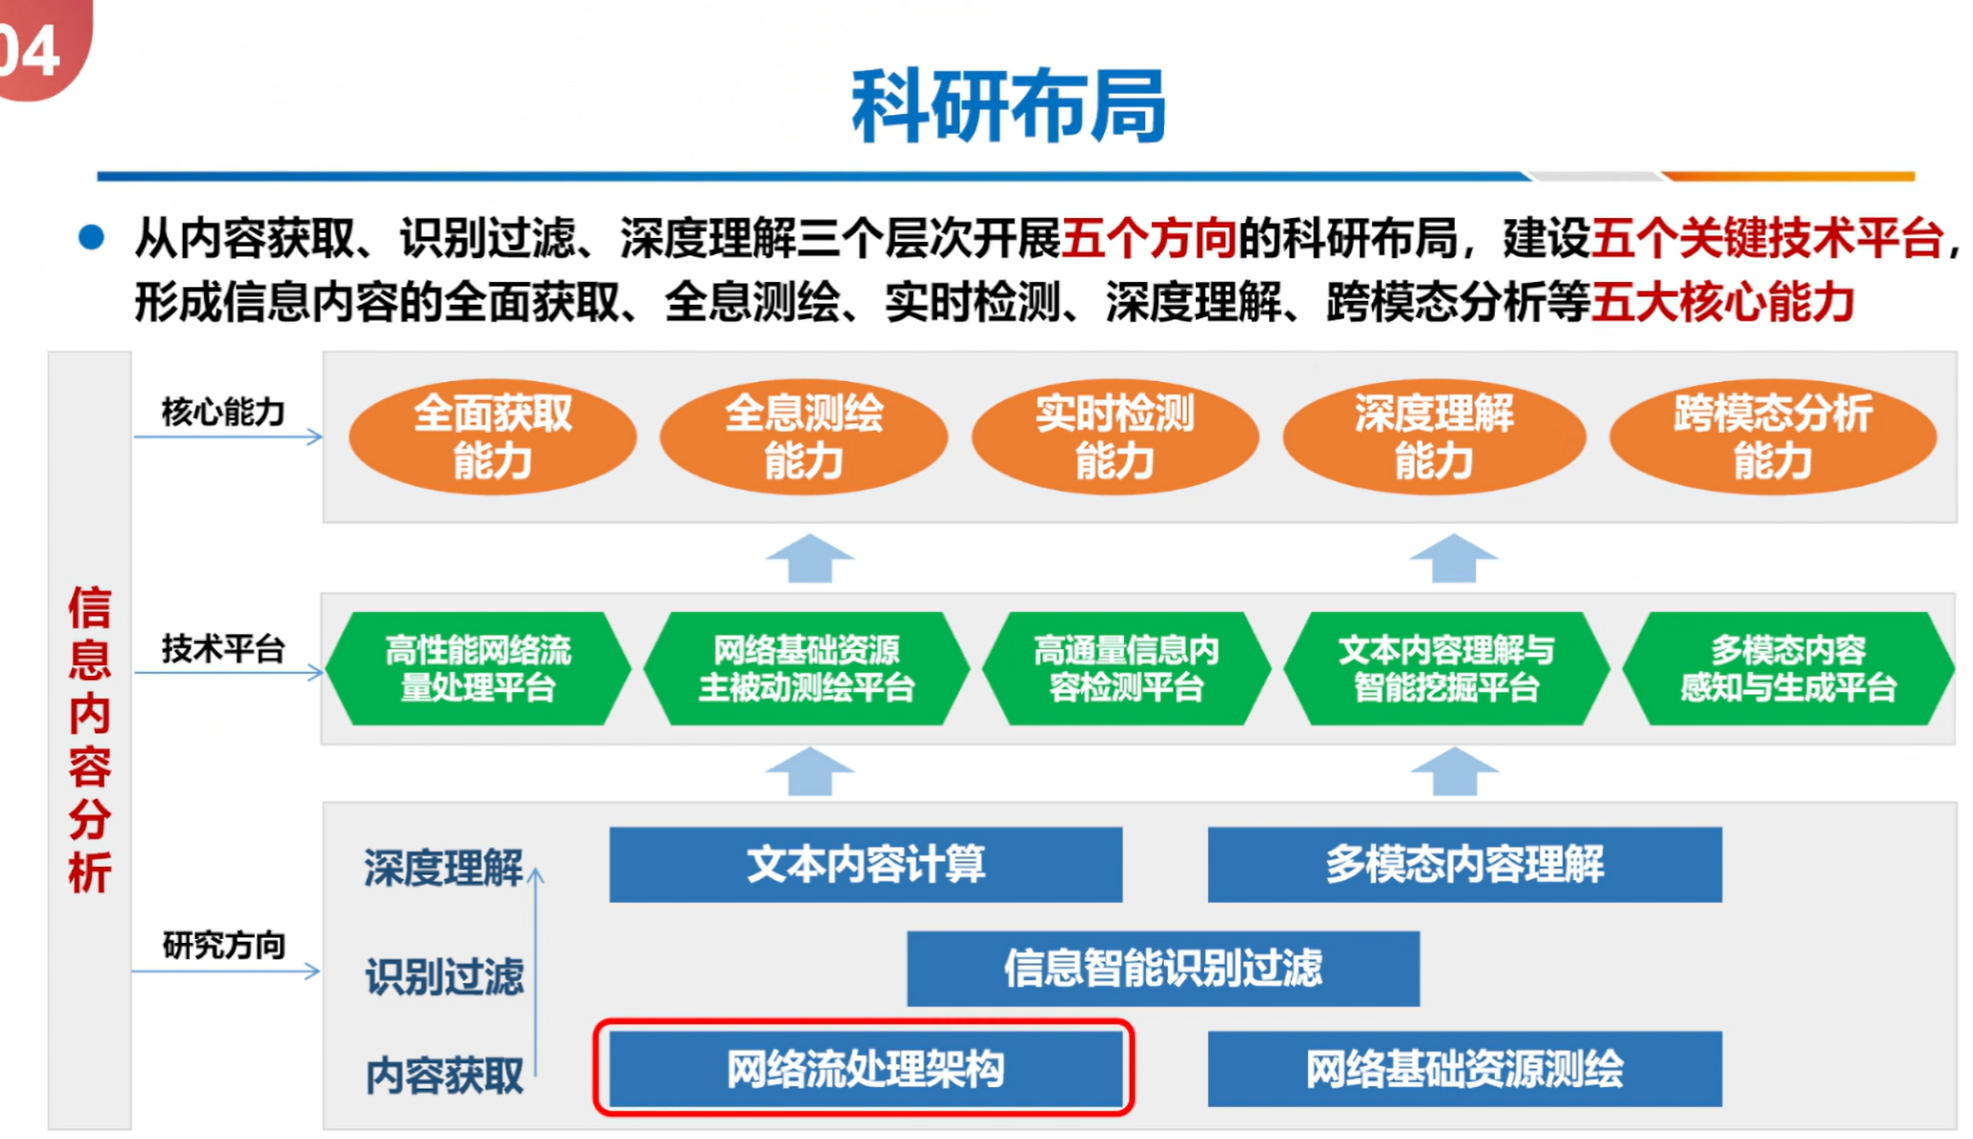 04
科研布局
从内容获取、识别过滤、深度理解三个层次开展五个方向的科研布局，建设五个关键技术平台，
形成信息内容的全面获取、全息测绘、实时检测、深度理解、跨模态分析等五大核心能力
信息内容分析
核心能力
全面获取
能力
全息测绘
能力
实时检测
能力
深度理解
能力
跨模态分析
能力
技术平台
高性能网络流
量处理平台
网络基础资源
主被动测绘平台
高通量信息内
容检测平台
文本内容理解与
智能挖掘平台
多模态内容
感知与生成平台
研究方向
深度理解
文本内容计算
多模态内容理解
识别过滤
信息智能识别过滤
内容获取
网络流处理架构
网络基础资源测绘